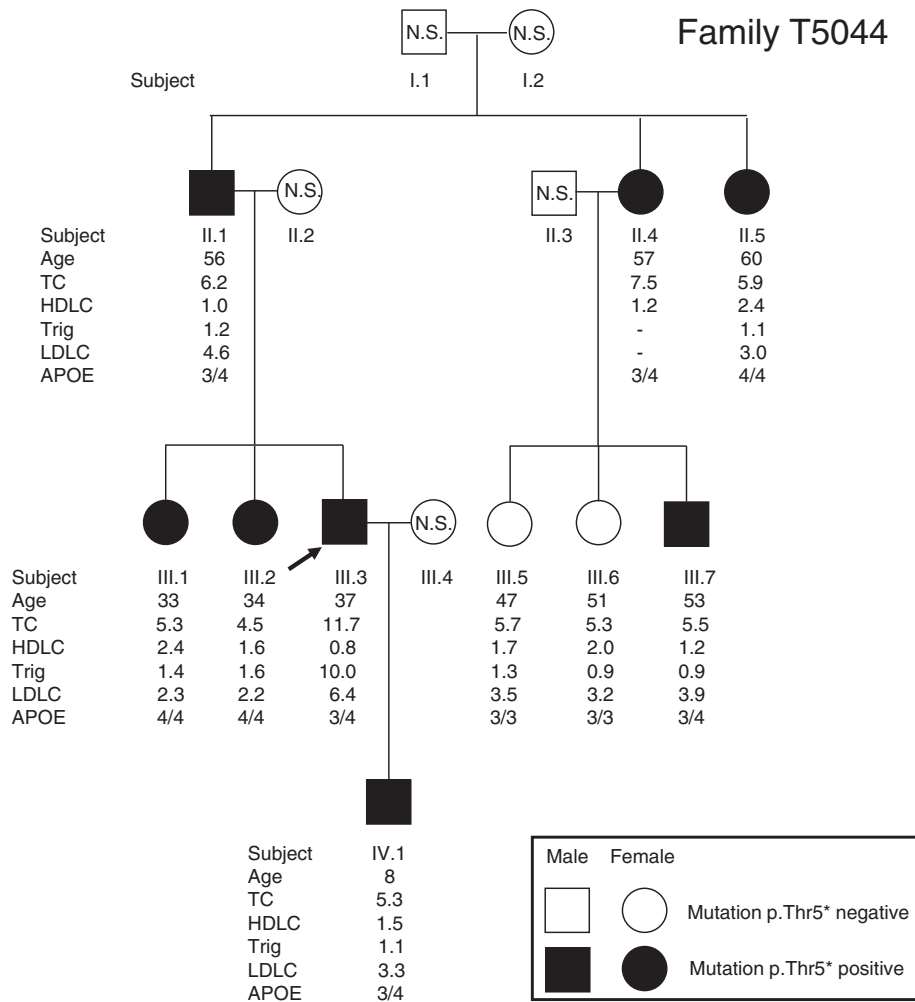 Family T5044
N.S. N.S.
Subject I.1 I.2
N.S. N.S.
Subject II.1 II.2 II.3 II.4 II.5
Age 56 57 60
TC 6.2 7.5 5.9
HDLC 1.0 1.2 2.4
Trig 1.2 - 1.1
LDLC 4.6 - 3.0
APOE 3/4 3/4 4/4
N.S.
Subject III.1 III.2 III.3 III.4 III.5 III.6 III.7
Age 33 34 37 47 51 53
TC 5.3 4.5 11.7 5.7 5.3 5.5
HDLC 2.4 1.6 0.8 1.7 2.0 1.2
Trig 1.4 1.6 10.0 1.3 0.9 0.9
LDLC 2.3 2.2 6.4 3.5 3.2 3.9
APOE 4/4 4/4 3/4 3/3 3/3 3/4
Subject IV.1
Age 8
TC 5.3
HDLC 1.5
Trig 1.1
LDLC 3.3
APOE 3/4
Male Female
Mutation p.Thr5* negative
Mutation p.Thr5* positive